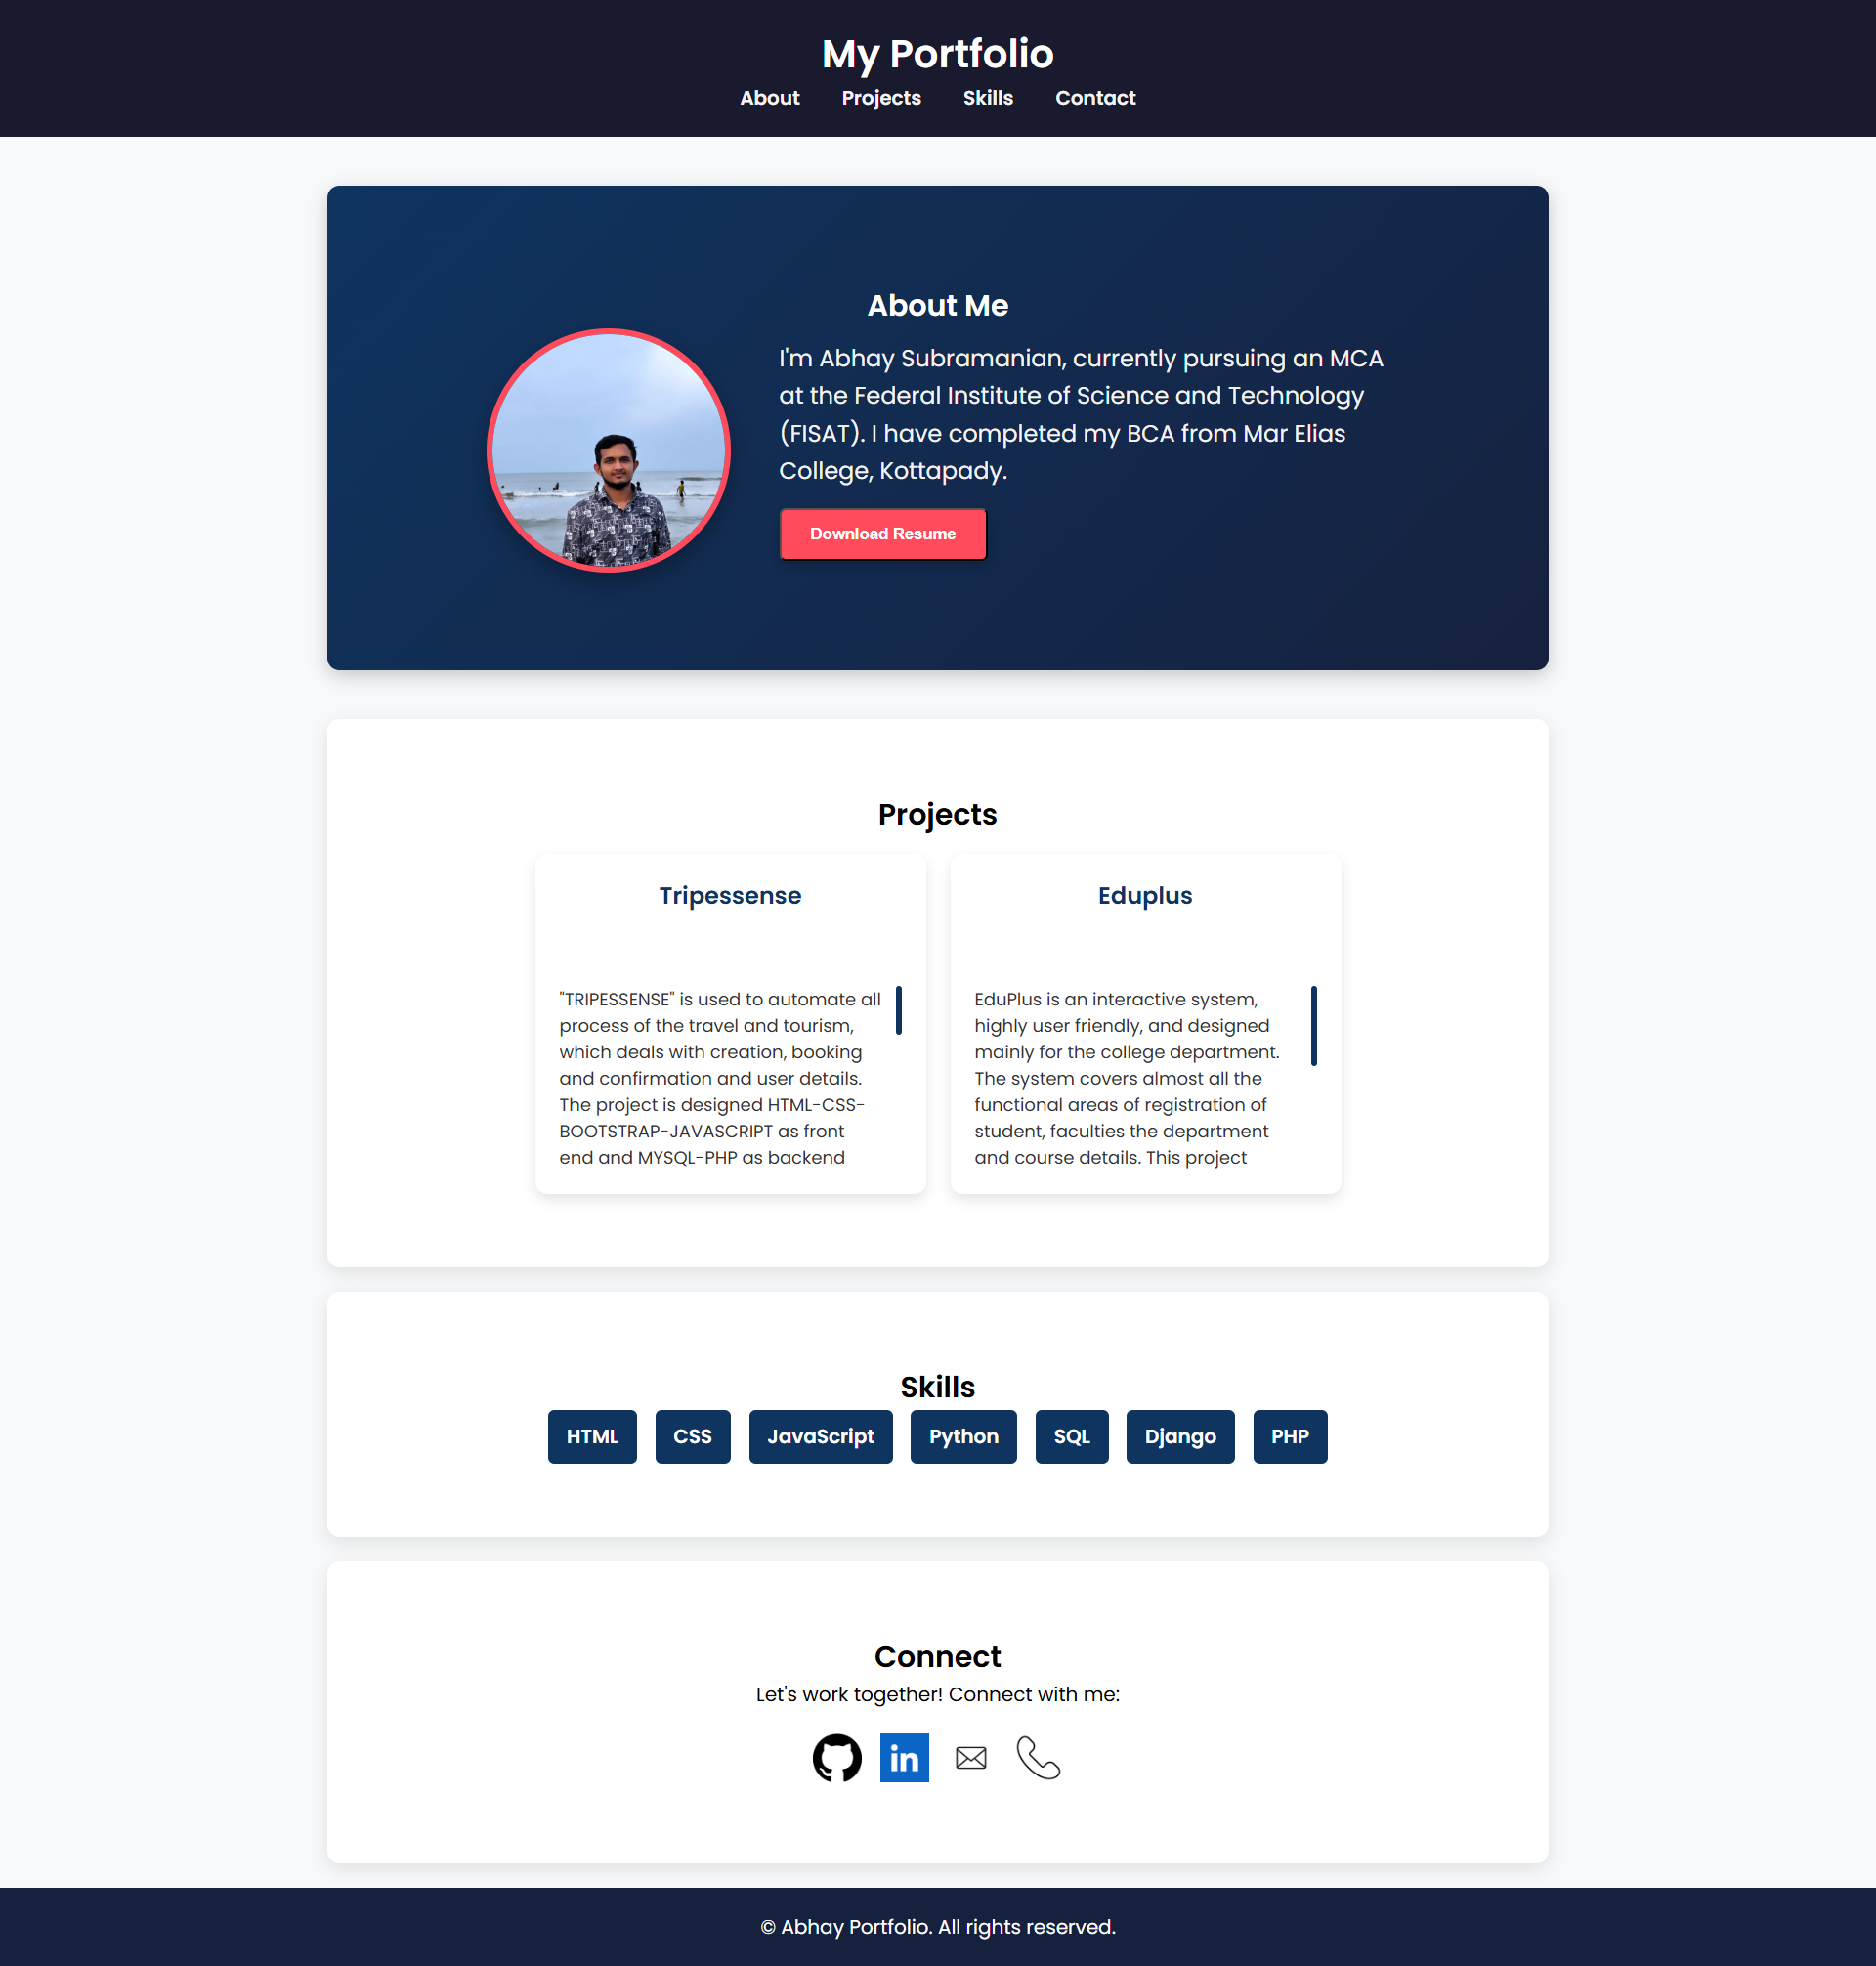 My Portfolio
About Projects Skills Contact
About Me
I'm Abhay Subramanian, currently pursuing an MCA
at the Federal Institute of Science and Technology
(FISAT). I have completed my BCA from Mar Elias
College, Kottapady.
Download Resume
Projects
Tripessense
"TRIPESSENSE" is used to automate all
process of the travel and tourism,
which deals with creation, booking
and confirmation and user details.
The project is designed HTML-CSS-
BOOTSTRAP-JAVASCRIPT as front
end and MYSQL-PHP as backend
Eduplus
EduPlus is an interactive system,
highly user friendly, and designed
mainly for the college department.
The system covers almost all the
functional areas of registration of
student, faculties the department
and course details. This project
Skills
HTML CSS JavaScript Python SQL Django PHP
Connect
Let's work together! Connect with me:
in
© Abhay Portfolio. All rights reserved.